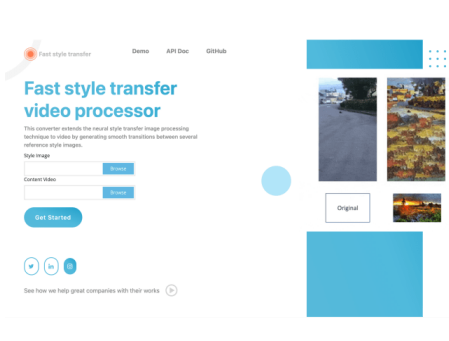 Fast style transfer
Demo
API Doc
GitHub
Fast style transfer
video processor
This converter extends the neural style transfer image processing
technique to video by generating smooth transitions between several
reference style images.
Style Image
Browse
Content Video
Browse
Get Started
Original
See how we help great companies with their works